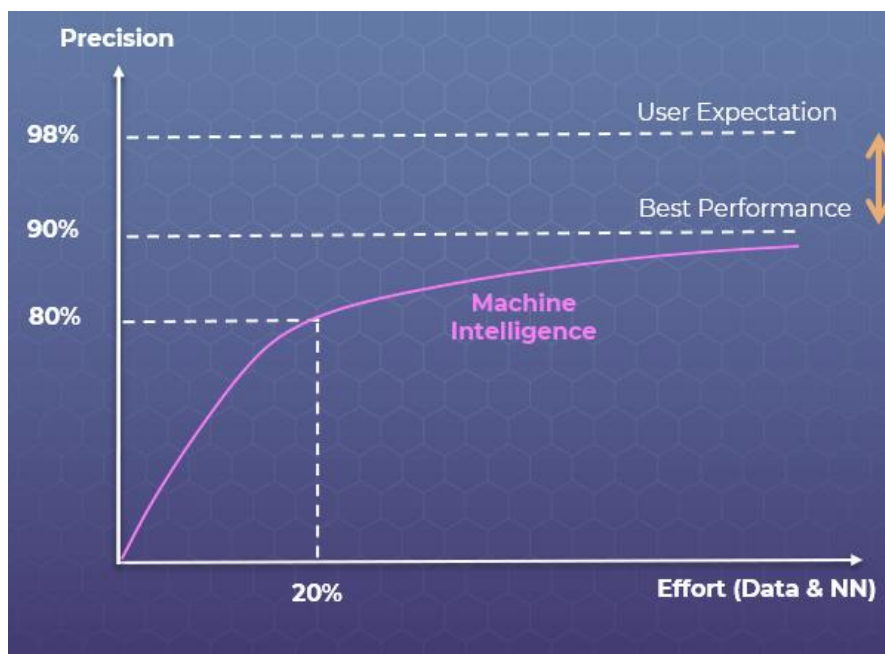 Precision
User Expectation
98%
Best Performance
90%
Machine
Intelligence
80%
20%
Effort (Data & NN)